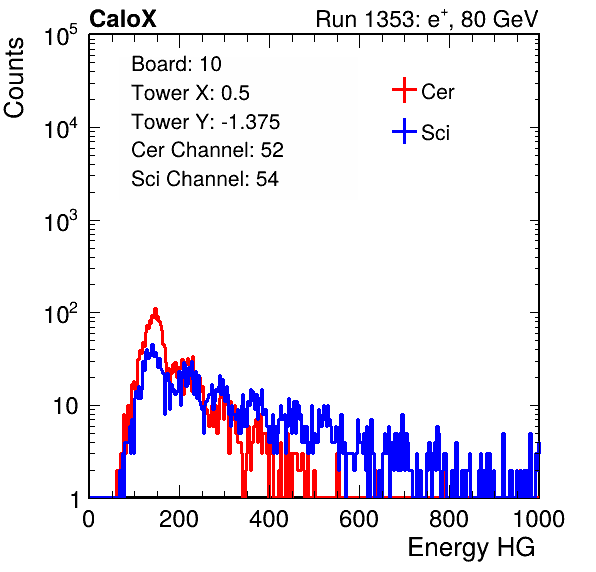 CaloX Run 1353: e⁺, 80 GeV
Counts
10⁵
10⁴
10³
10²
10
1
Board: 10
Tower X: 0.5
Tower Y: -1.375
Cer Channel: 52
Sci Channel: 54
Cer
Sci
0 200 400 600 800 1000
Energy HG